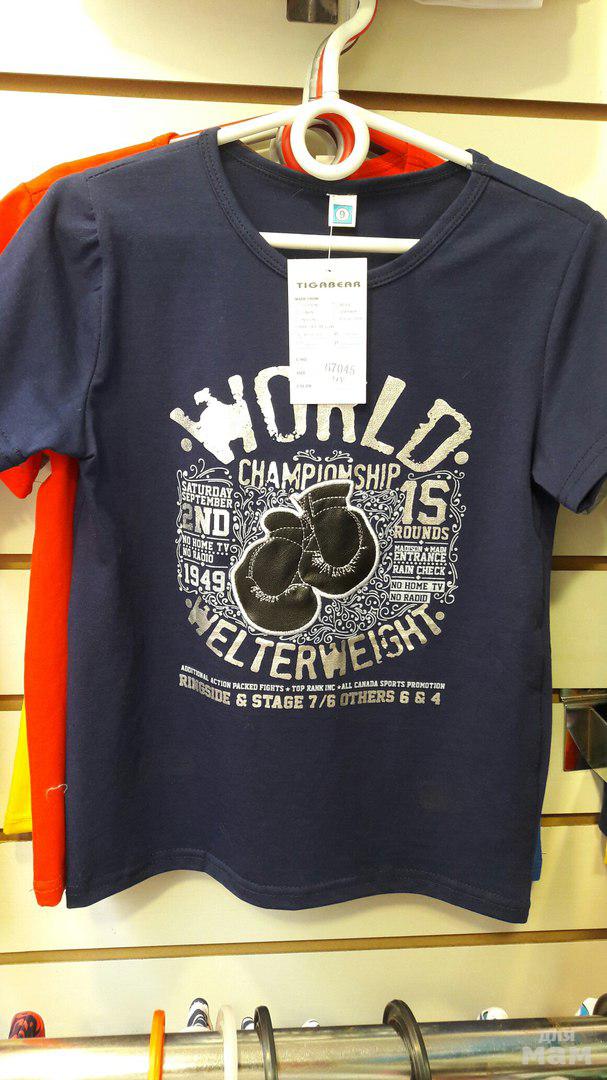 9
TIGABEAR
MADE FROM
67045
WORLD
CHAMPIONSHIP
SATURDAY
SEPTEMBER
2ND
NO HOME TV
NO RADIO
1949
15
ROUNDS
MADISON ★ MAIN
ENTRANCE
RAIN CHECK
NO HOME TV
NO RADIO
WELTERWEIGHT
ADDITIONAL ACTION PACKED FIGHTS ★ TOP RANK INC ★ ALL CANADA SPORTS PROMOTION
RINGSIDE & STAGE 7/6 OTHERS 6 & 4
для
мам